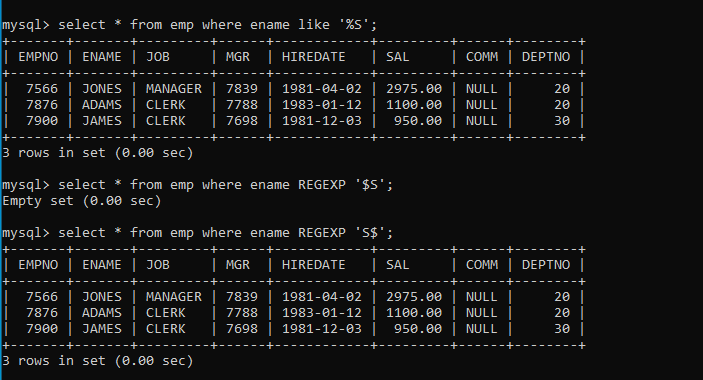 mysql> select * from emp where ename like '%S';
+-------+-------+---------+------+------------+---------+------+--------+
| EMPNO | ENAME | JOB     | MGR  | HIREDATE   | SAL     | COMM | DEPTNO |
+-------+-------+---------+------+------------+---------+------+--------+
|  7566 | JONES | MANAGER | 7839 | 1981-04-02 | 2975.00 | NULL |     20 |
|  7876 | ADAMS | CLERK   | 7788 | 1983-01-12 | 1100.00 | NULL |     20 |
|  7900 | JAMES | CLERK   | 7698 | 1981-12-03 |  950.00 | NULL |     30 |
+-------+-------+---------+------+------------+---------+------+--------+
3 rows in set (0.00 sec)
mysql> select * from emp where ename REGEXP '$S';
Empty set (0.00 sec)
mysql> select * from emp where ename REGEXP 'S$';
+-------+-------+---------+------+------------+---------+------+--------+
| EMPNO | ENAME | JOB     | MGR  | HIREDATE   | SAL     | COMM | DEPTNO |
+-------+-------+---------+------+------------+---------+------+--------+
|  7566 | JONES | MANAGER | 7839 | 1981-04-02 | 2975.00 | NULL |     20 |
|  7876 | ADAMS | CLERK   | 7788 | 1983-01-12 | 1100.00 | NULL |     20 |
|  7900 | JAMES | CLERK   | 7698 | 1981-12-03 |  950.00 | NULL |     30 |
+-------+-------+---------+------+------------+---------+------+--------+
3 rows in set (0.00 sec)